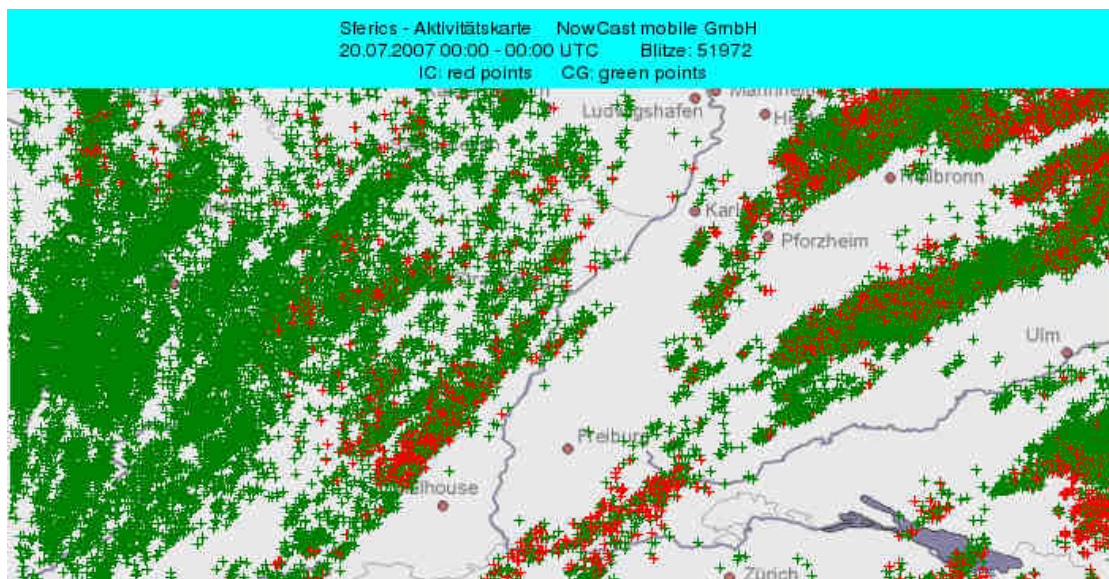 Sferics - Aktivitätskarte NowCast mobile GmbH
20.07.2007 00:00 - 00:00 UTC Blitze: 51972
IC: red points CG: green points
Mannheim
Ludwigshafen
Pforzheim
Ulm
Freiburg
Zürich